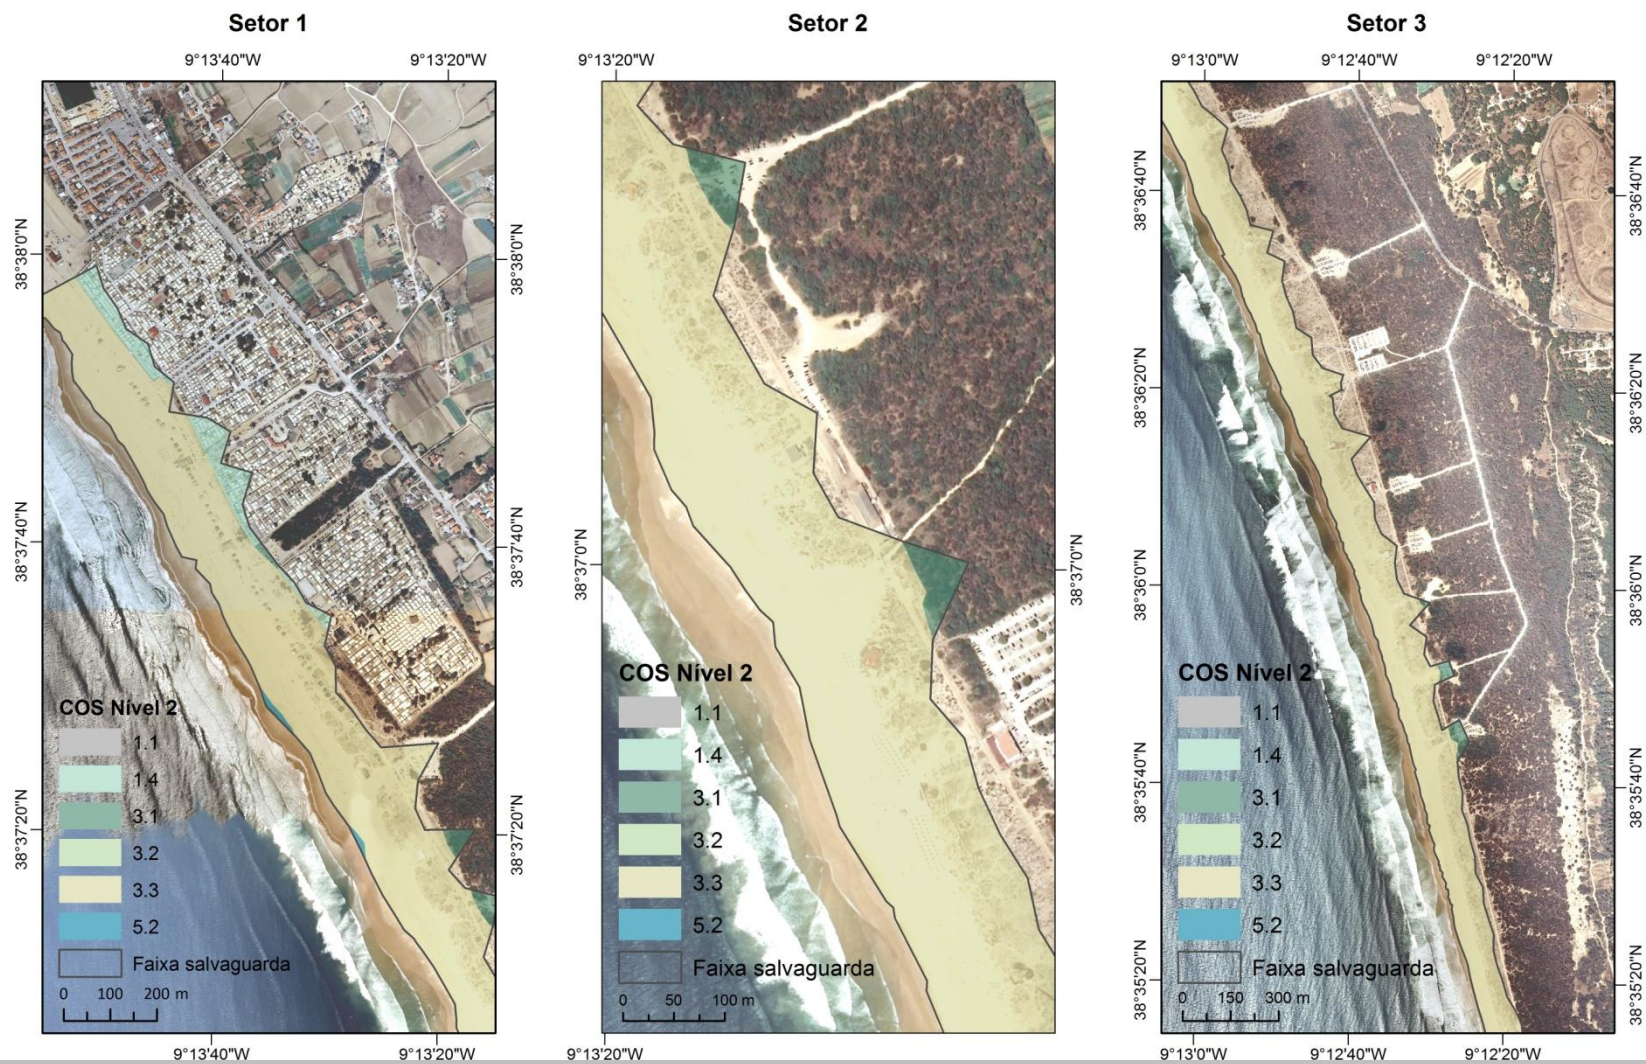 Setor 1
Setor 2
Setor 3
9°13'40"W
9°13'20"W
9°13'20"W
9°13'0"W
9°12'40"W
9°12'20"W
38°38'0"N
38°38'0"N
38°37'40"N
38°37'40"N
38°37'20"N
38°37'20"N
38°37'0"N
38°37'0"N
38°36'40"N
38°36'40"N
38°36'20"N
38°36'20"N
38°36'0"N
38°36'0"N
38°35'40"N
38°35'40"N
38°35'20"N
38°35'20"N
COS Nível 2
1.1
1.4
3.1
3.2
3.3
5.2
Faixa salvaguarda
0 100 200 m
COS Nível 2
1.1
1.4
3.1
3.2
3.3
5.2
Faixa salvaguarda
0 50 100 m
COS Nível 2
1.1
1.4
3.1
3.2
3.3
5.2
Faixa salvaguarda
0 150 300 m
9°13'40"W
9°13'20"W
9°13'20"W
9°13'0"W
9°12'40"W
9°12'20"W